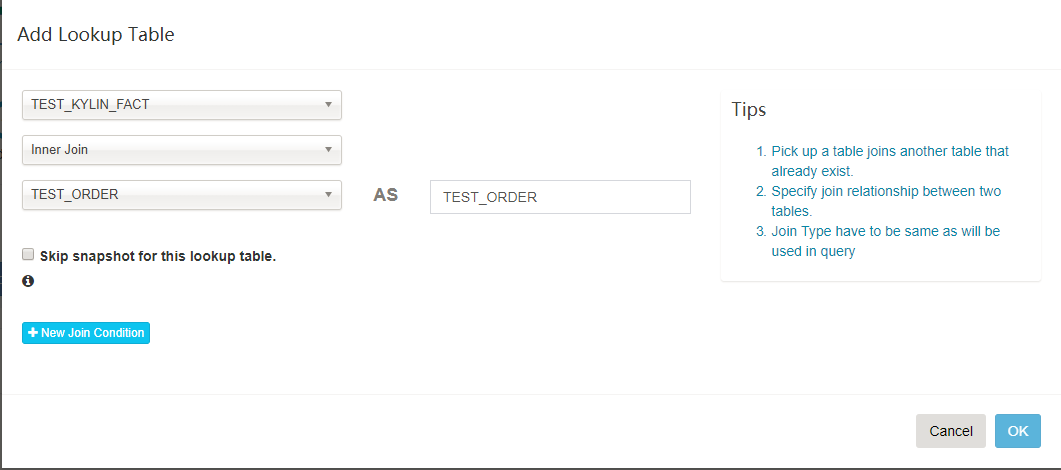 Add Lookup Table
TEST_KYLIN_FACT
Inner Join
TEST_ORDER
AS
TEST_ORDER
Skip snapshot for this lookup table.
New Join Condition
Tips
1. Pick up a table joins another table that
already exist.
2. Specify join relationship between two
tables.
3. Join Type have to be same as will be
used in query
Cancel
OK